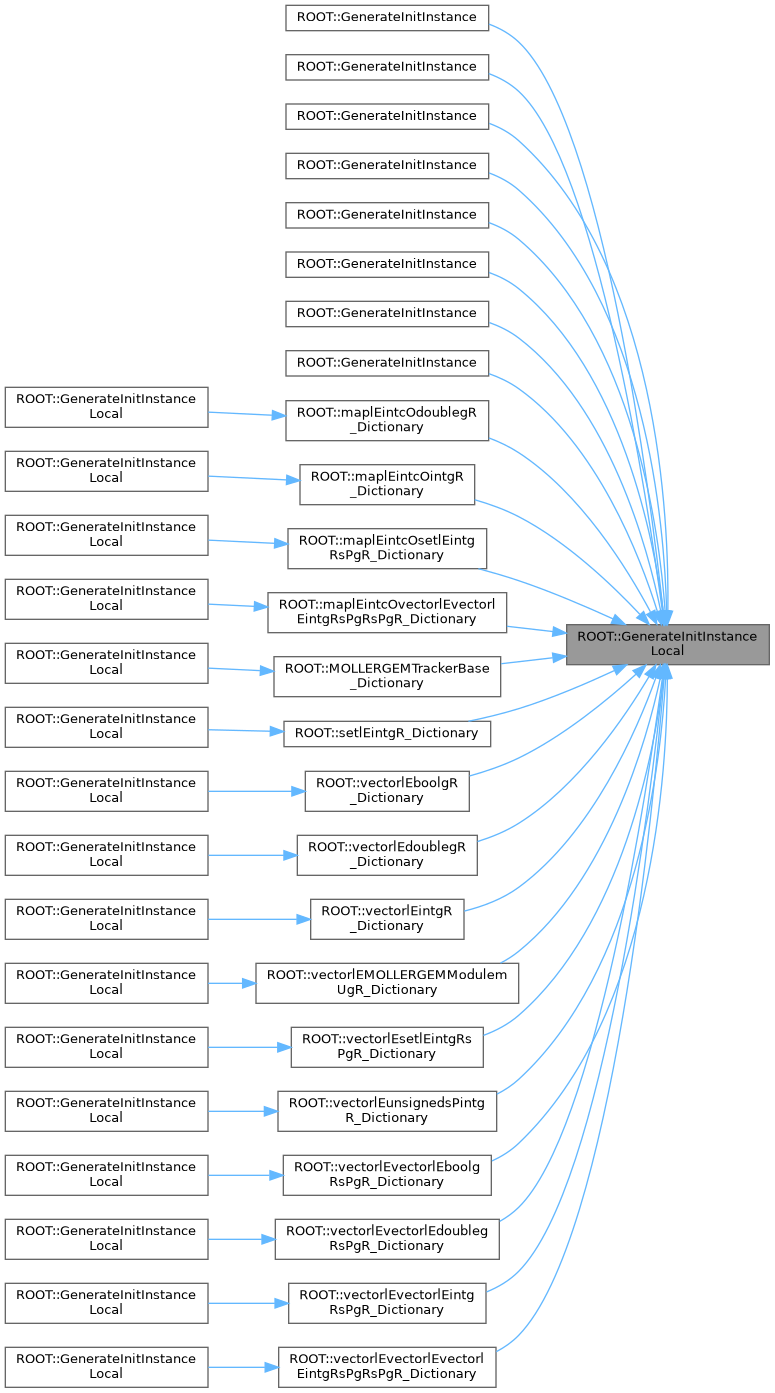 ROOT::GenerateInitInstance
ROOT::GenerateInitInstance
ROOT::GenerateInitInstance
ROOT::GenerateInitInstance
ROOT::GenerateInitInstance
ROOT::GenerateInitInstance
ROOT::GenerateInitInstance
ROOT::GenerateInitInstance
ROOT::GenerateInitInstance
Local
ROOT::maplEintcOdoublegR
_Dictionary
ROOT::GenerateInitInstance
Local
ROOT::maplEintcOintgR
_Dictionary
ROOT::GenerateInitInstance
Local
ROOT::maplEintcOsetlEintg
RsPgR_Dictionary
ROOT::GenerateInitInstance
Local
ROOT::maplEintcOvectorlEvectorl
EintgRsPgRsPgR_Dictionary
ROOT::GenerateInitInstance
Local
ROOT::GenerateInitInstance
Local
ROOT::MOLLERGEMTrackerBase
_Dictionary
ROOT::GenerateInitInstance
Local
ROOT::setlEintgR_Dictionary
ROOT::GenerateInitInstance
Local
ROOT::vectorlEboolgR
_Dictionary
ROOT::GenerateInitInstance
Local
ROOT::vectorlEdoublegR
_Dictionary
ROOT::GenerateInitInstance
Local
ROOT::vectorlEintgR
_Dictionary
ROOT::GenerateInitInstance
Local
ROOT::vectorlEMOLLERGEMModulem
UgR_Dictionary
ROOT::GenerateInitInstance
Local
ROOT::vectorlEsetlEintgRs
PgR_Dictionary
ROOT::GenerateInitInstance
Local
ROOT::vectorlEunsignedsPintg
R_Dictionary
ROOT::GenerateInitInstance
Local
ROOT::vectorlEvectorlEboolg
RsPgR_Dictionary
ROOT::GenerateInitInstance
Local
ROOT::vectorlEvectorlEdoubleg
RsPgR_Dictionary
ROOT::GenerateInitInstance
Local
ROOT::vectorlEvectorlEintg
RsPgR_Dictionary
ROOT::GenerateInitInstance
Local
ROOT::vectorlEvectorlEvectorl
EintgRsPgRsPgR_Dictionary